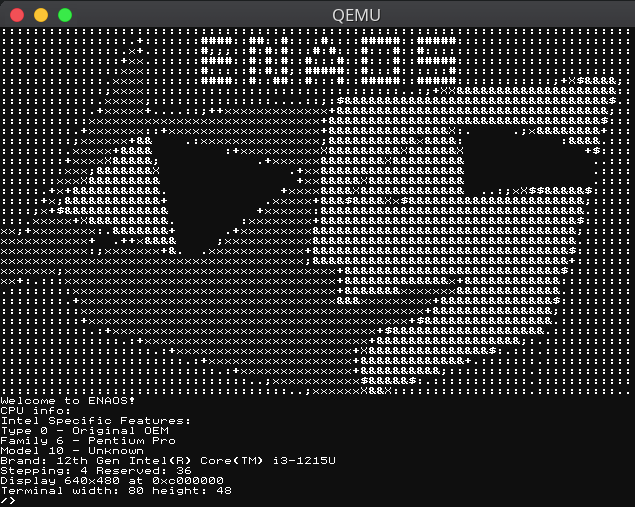 QEMU
ENAOS
Welcome to ENAOS!
CPU info:
Intel Specific Features:
Type 0 - Original OEM
Family 6 - Pentium Pro
Model 10 - Unknown
Brand: 12th Gen Intel(R) Core(TM) i3-1215U
Stepping: 4 Reserved: 36
Display 640x480 at 0xc000000
Terminal width: 80 height: 48
/>